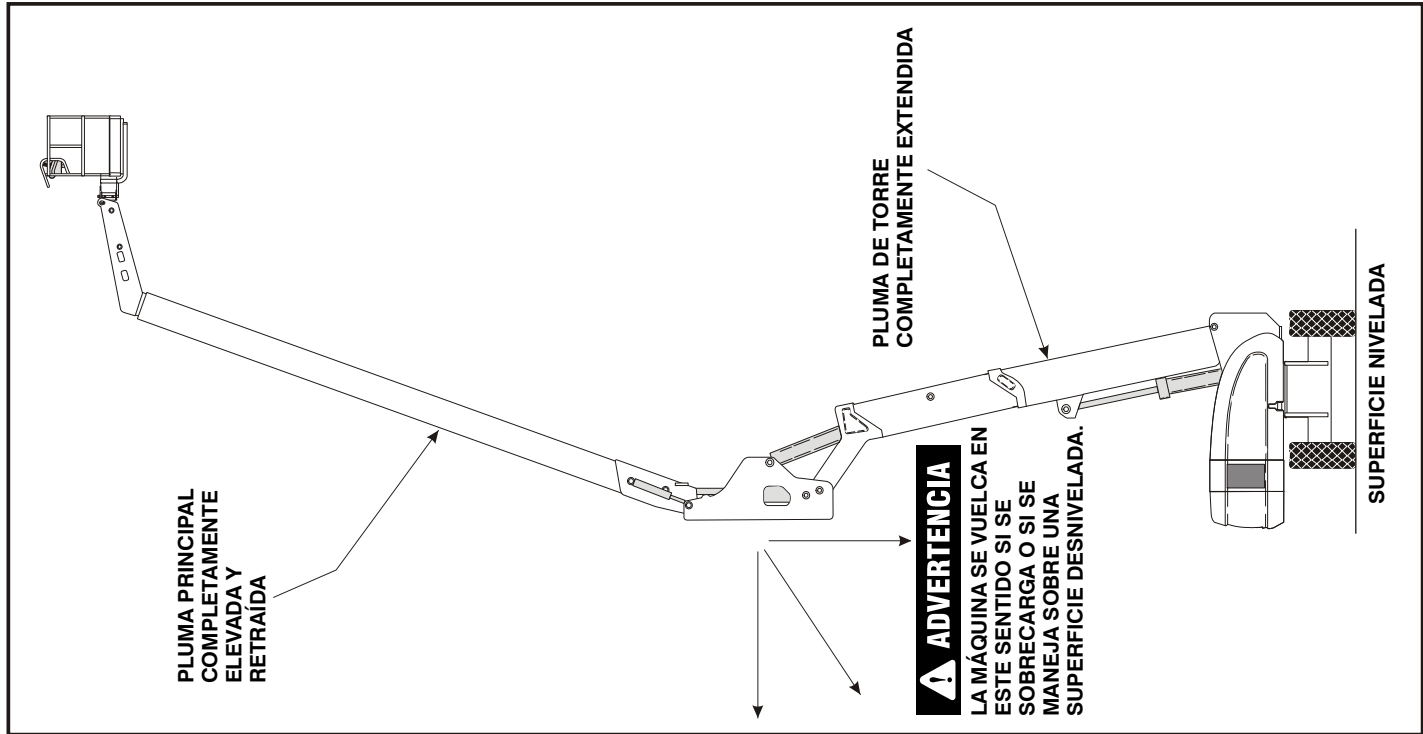 PLUMA PRINCIPAL
COMPLETAMENTE
ELEVADA Y
RETRAÍDA
PLUMA DE TORRE
COMPLETAMENTE EXTENDIDA
ADVERTENCIA
LA MÁQUINA SE VUELCA EN
ESTE SENTIDO SI SE
SOBRECARGA O SI SE
MANEJA SOBRE UNA
SUPERFICIE DESNIVELADA.
SUPERFICIE NIVELADA